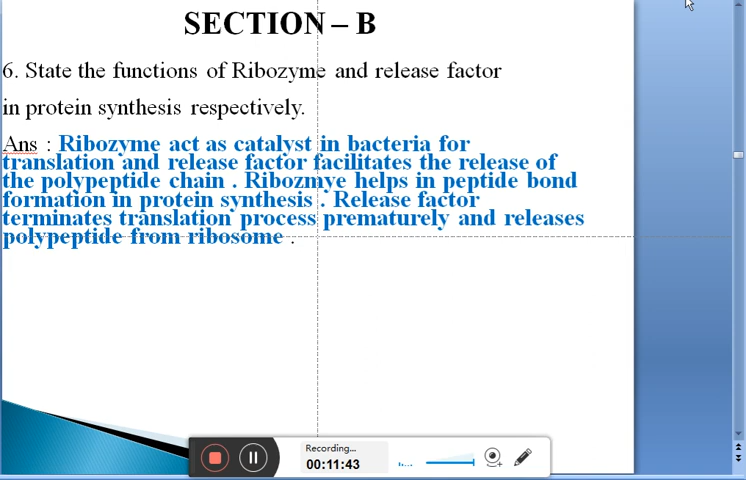 SECTION – B
6. State the functions of Ribozyme and release factor
in protein synthesis respectively.
Ans : Ribozyme act as catalyst in bacteria for
translation and release factor facilitates the release of
the polypeptide chain . Ribozmye helps in peptide bond
formation in protein synthesis . Release factor
terminates translation process prematurely and releases
polypeptide from ribosome .
Recording...
00:11:43